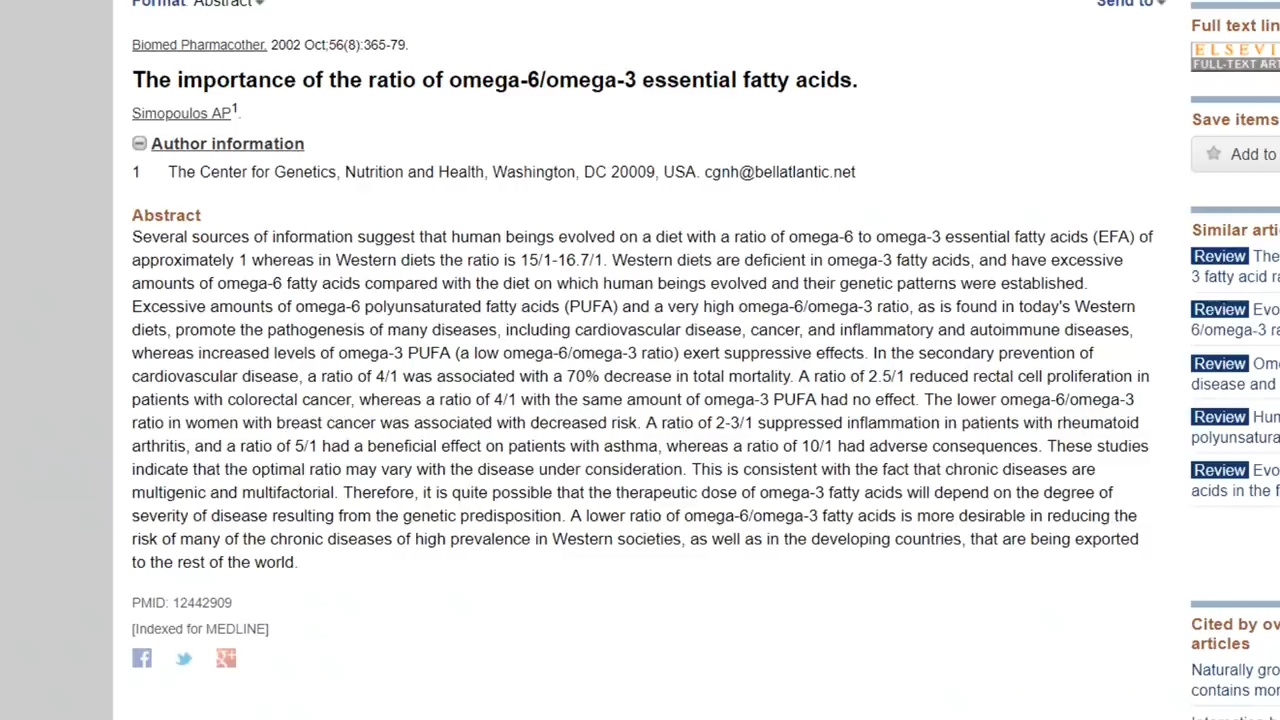 Format: Abstract
Send to
Biomed Pharmacother. 2002 Oct;56(8):365-79.
The importance of the ratio of omega-6/omega-3 essential fatty acids.
Simopoulos AP1.
Author information
1 The Center for Genetics, Nutrition and Health, Washington, DC 20009, USA. cgnh@bellatlantic.net
Abstract
Several sources of information suggest that human beings evolved on a diet with a ratio of omega-6 to omega-3 essential fatty acids (EFA) of
approximately 1 whereas in Western diets the ratio is 15/1-16.7/1. Western diets are deficient in omega-3 fatty acids, and have excessive
amounts of omega-6 fatty acids compared with the diet on which human beings evolved and their genetic patterns were established.
Excessive amounts of omega-6 polyunsaturated fatty acids (PUFA) and a very high omega-6/omega-3 ratio, as is found in today's Western
diets, promote the pathogenesis of many diseases, including cardiovascular disease, cancer, and inflammatory and autoimmune diseases,
whereas increased levels of omega-3 PUFA (a low omega-6/omega-3 ratio) exert suppressive effects. In the secondary prevention of
cardiovascular disease, a ratio of 4/1 was associated with a 70% decrease in total mortality. A ratio of 2.5/1 reduced rectal cell proliferation in
patients with colorectal cancer, whereas a ratio of 4/1 with the same amount of omega-3 PUFA had no effect. The lower omega-6/omega-3
ratio in women with breast cancer was associated with decreased risk. A ratio of 2-3/1 suppressed inflammation in patients with rheumatoid
arthritis, and a ratio of 5/1 had a beneficial effect on patients with asthma, whereas a ratio of 10/1 had adverse consequences. These studies
indicate that the optimal ratio may vary with the disease under consideration. This is consistent with the fact that chronic diseases are
multigenic and multifactorial. Therefore, it is quite possible that the therapeutic dose of omega-3 fatty acids will depend on the degree of
severity of disease resulting from the genetic predisposition. A lower ratio of omega-6/omega-3 fatty acids is more desirable in reducing the
risk of many of the chronic diseases of high prevalence in Western societies, as well as in the developing countries, that are being exported
to the rest of the world.
PMID: 12442909
[Indexed for MEDLINE]
Full text lin
ELSEVI
FULL-TEXT ART
Save items
Add to
Similar arti
Review The
3 fatty acid ra
Review Evo
6/omega-3 ra
Review Ome
disease and
Review Hum
polyunsatura
Review Evo
acids in the f
Cited by ov
articles
Naturally gro
contains mor